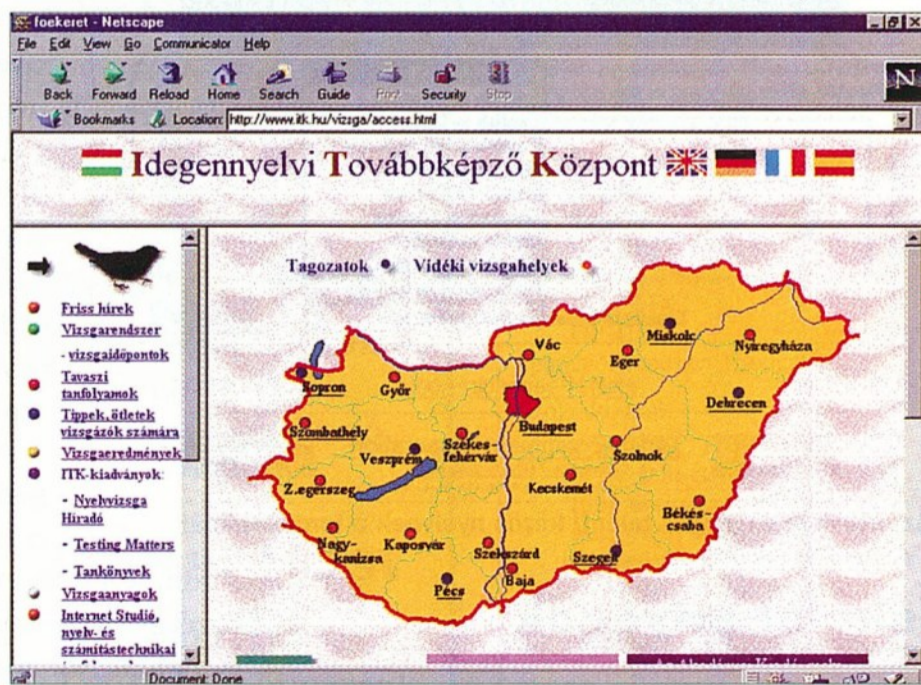 foekeret - Netscape
File Edit View Go Communicator Help
Back Forward Reload Home Search Guide Print Security Stop
N
Bookmarks Location: http://www.itk.hu/vizsga/access.html
Idegennyelvi Továbbképző Központ
Friss hírek
Vizsgarendszer
- vizsgaidőpontok
Tavaszi
tanfolyamok
Tippek, ötletek
vizsgázók számára
Vizsgaeredmények
ITK-kiadványok:
- Nyelvvizsga
Híradó
- Testing Matters
- Tankönyvek
Vizsgaanyagok
Internet Studió,
nyelv- és
számítástechnikai
Tagozatok Vidéki vizsgahelyek
Miskolc
Vác
Eger
Nyíregyháza
Sopron
Győr
Debrecen
Budapest
Szombathely
Székes-
fehérvár
Veszprém
Szolnok
Z.egerszeg
Kecskemét
Békés-
csaba
Nagy-
kanizsa
Kaposvár
Szekszárd
Szeged
Baja
Pécs
Document: Done